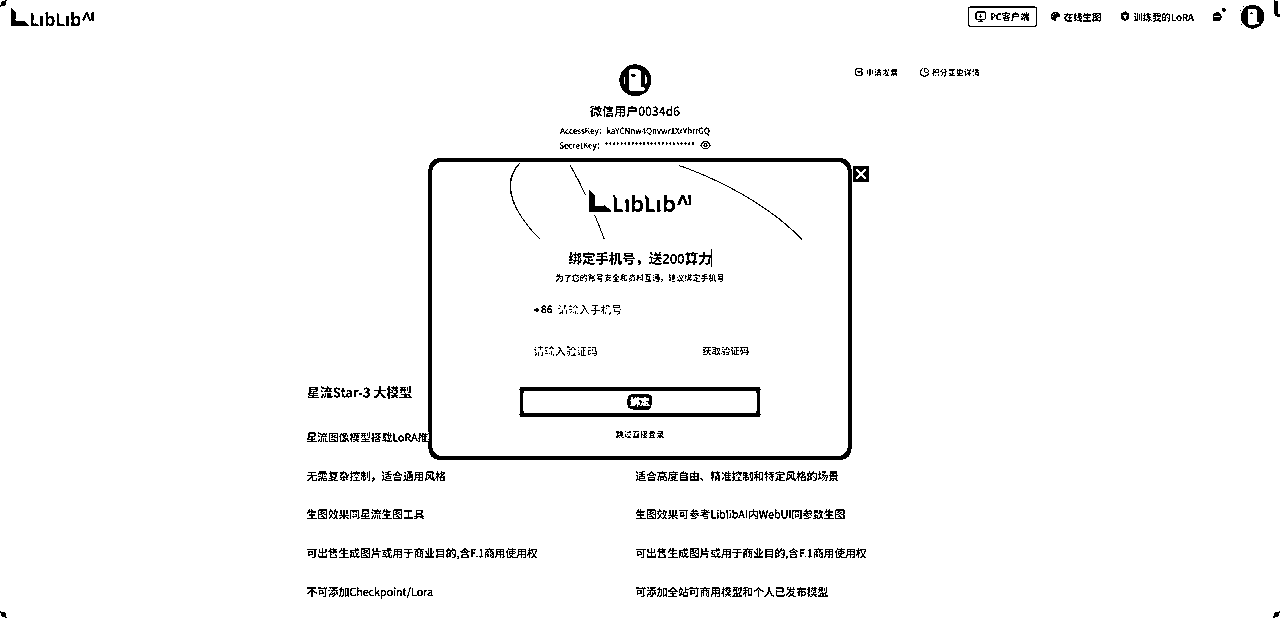 LibLib AI
PC客户端
在线生图
训练我的LoRA
申请发票
积分变更详情
微信用户0034d6
AccessKey:
SecretKey: **********************
LibLib AI
绑定手机号，送200算力
为了您的账号安全和资料互通，建议绑定手机号
+86 请输入手机号
请输入验证码
获取验证码
绑定
跳过直接登录
星流Star-3 大模型
星流图像模型搭载LoRA推
无需复杂控制，适合通用风格
适合高度自由、精准控制和特定风格的场景
生图效果同星流生图工具
生图效果可参考LiblibAI内WebUI同参数生图
可出售生成图片或用于商业目的,含F.1商用使用权
可出售生成图片或用于商业目的,含F.1商用使用权
不可添加Checkpoint/Lora
可添加全站可商用模型和个人已发布模型